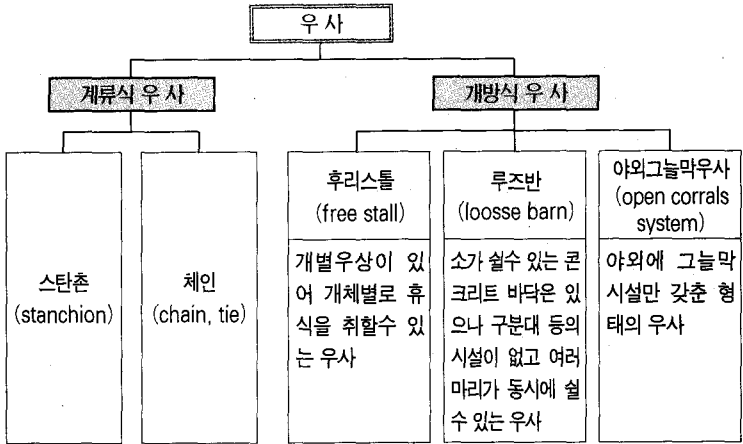 우 사
계류식 우 사
개방식 우 사
스탄촌
(stanchion)
체인
(chain, tie)
후리스톨
(free stall)
개별우상이 있
어 개체별로 휴
식을 취할수 있
는 우사
루즈반
(loosse barn)
소가 쉴수 있는 콘
크리트 바닥은 있
으나 구분대 등의
시설이 없고 여러
마리가 동시에 쉴
수 있는 우사
야외그늘막우사
(open corrals
system)
야외에 그늘막
시설만 갖춘 형
태의 우사